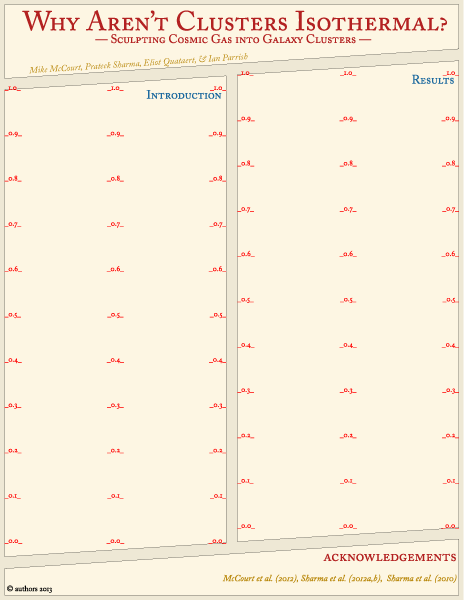 Why Aren't Clusters Isothermal?
— Sculpting Cosmic Gas into Galaxy Clusters —
Mike McCourt, Prateek Sharma, Eliot Quataert, & Ian Parrish
1.0 1.0 1.0
Introduction
0.9 0.9 0.9
0.8 0.8 0.8
0.7 0.7 0.7
0.6 0.6 0.6
0.5 0.5 0.5
0.4 0.4 0.4
0.3 0.3 0.3
0.2 0.2 0.2
0.1 0.1 0.1
0.0 0.0 0.0
1.0 1.0 1.0
Results
0.9 0.9 0.9
0.8 0.8 0.8
0.7 0.7 0.7
0.6 0.6 0.6
0.5 0.5 0.5
0.4 0.4 0.4
0.3 0.3 0.3
0.2 0.2 0.2
0.1 0.1 0.1
0.0 0.0 0.0
ACKNOWLEDGEMENTS
McCourt et al. (2012), Sharma et al. (2012a,b), Sharma et al. (2010)
© authors 2013